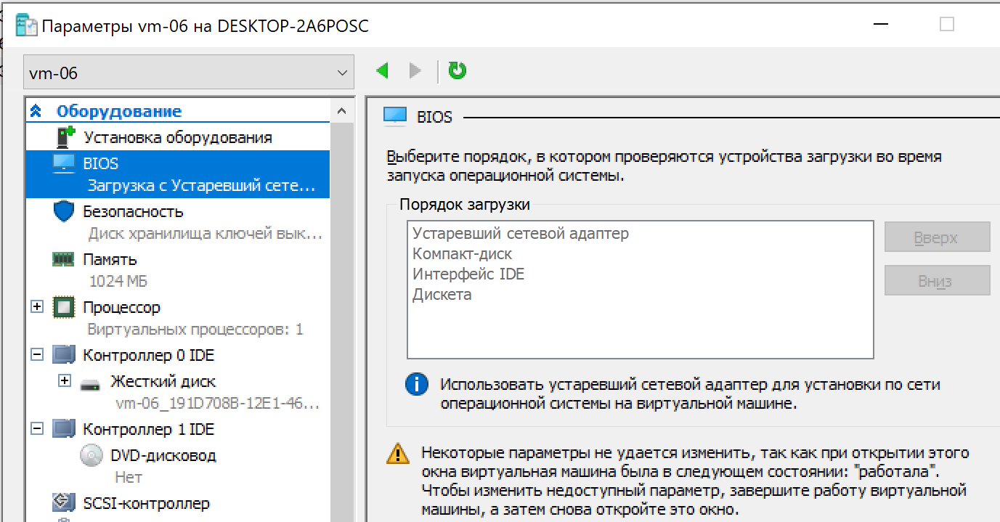 Параметры vm-06 на DESKTOP-2A6POSC
vm-06
Оборудование
Установка оборудования
BIOS
Загрузка с Устаревший сете...
Безопасность
Диск хранилища ключей вык...
Память
1024 МБ
Процессор
Виртуальных процессоров: 1
Контроллер 0 IDE
Жесткий диск
vm-06_191D708B-12E1-46...
Контроллер 1 IDE
DVD-дисковод
Нет
SCSI-контроллер
BIOS
Выберите порядок, в котором проверяются устройства загрузки во время
запуска операционной системы.
Порядок загрузки
Устаревший сетевой адаптер
Компакт-диск
Интерфейс IDE
Дискета
Вверх
Вниз
Использовать устаревший сетевой адаптер для установки по сети
операционной системы на виртуальной машине.
Некоторые параметры не удается изменить, так как при открытии этого
окна виртуальная машина была в следующем состоянии: "работала".
Чтобы изменить недоступный параметр, завершите работу виртуальной
машины, а затем снова откройте это окно.